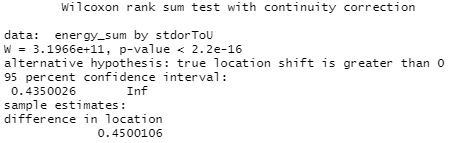 Wilcoxon rank sum test with continuity correction
data:  energy_sum by stdorToU
W = 3.1966e+11, p-value < 2.2e-16
alternative hypothesis: true location shift is greater than 0
95 percent confidence interval:
 0.4350026       Inf
sample estimates:
difference in location
             0.4500106